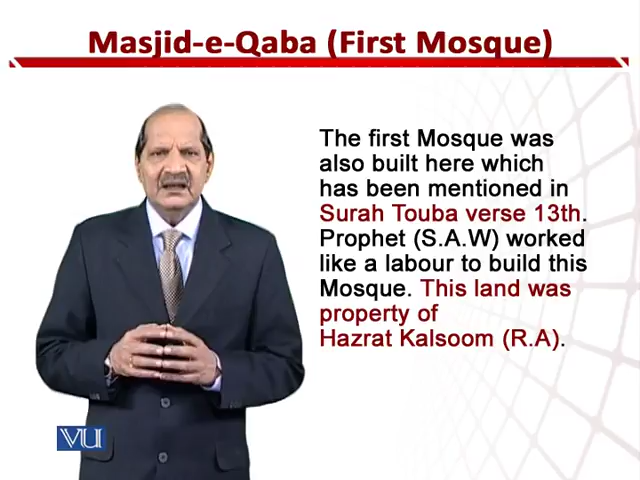 Masjid-e-Qaba (First Mosque)
The first Mosque was
also built here which
has been mentioned in
Surah Touba verse 13th.
Prophet (S.A.W) worked
like a labour to build this
Mosque. This land was
property of
Hazrat Kalsoom (R.A).
VU